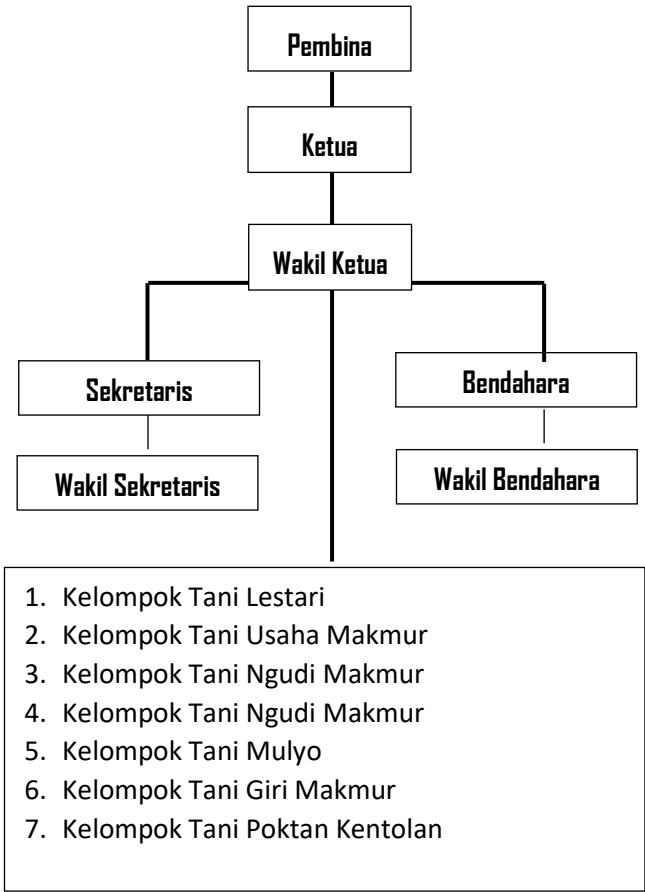 Pembina
Ketua
Wakil Ketua
Sekretaris
Bendahara
Wakil Sekretaris
Wakil Bendahara
1. Kelompok Tani Lestari
2. Kelompok Tani Usaha Makmur
3. Kelompok Tani Ngudi Makmur
4. Kelompok Tani Ngudi Makmur
5. Kelompok Tani Mulyo
6. Kelompok Tani Giri Makmur
7. Kelompok Tani Poktan Kentolan